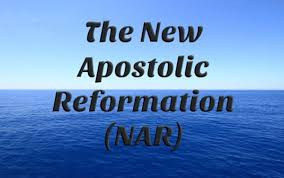 The New
Apostolic
Reformation
(NAR)